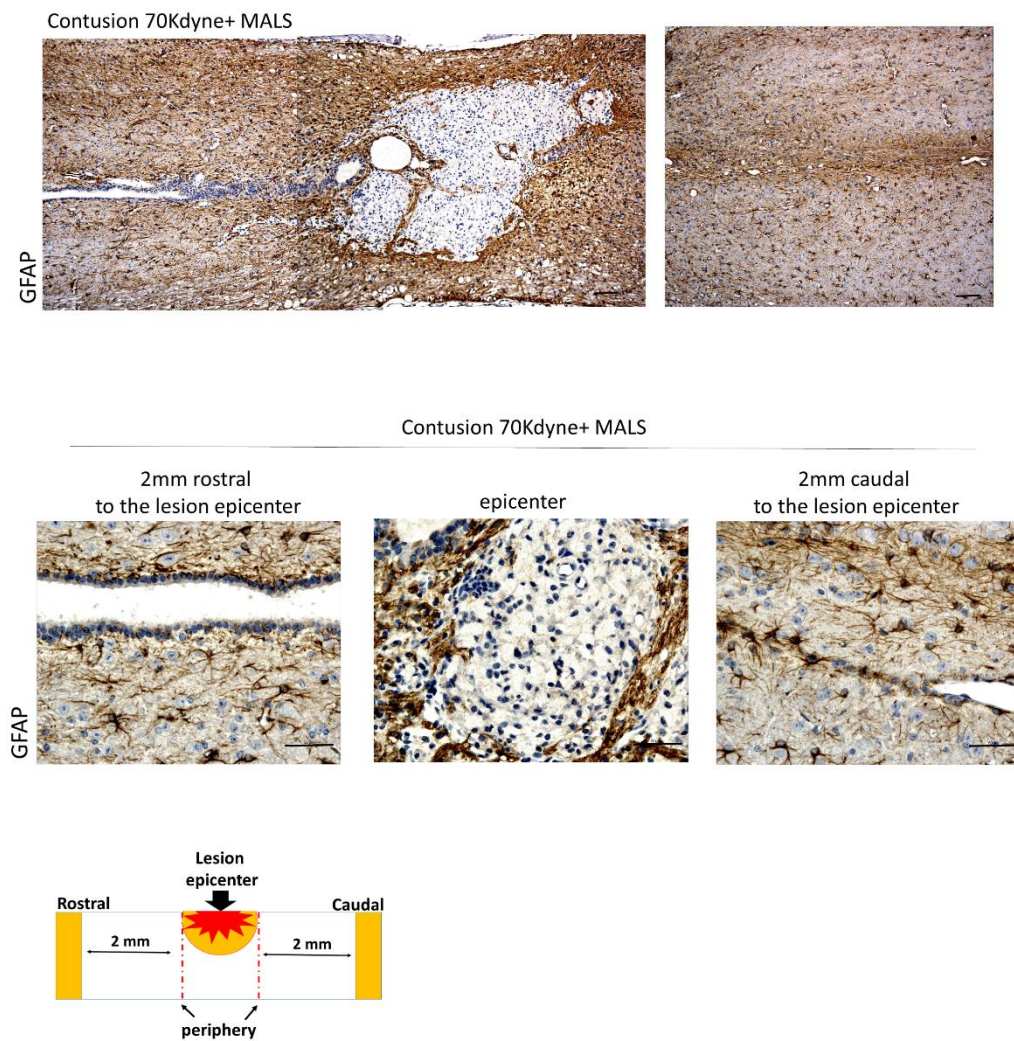 Contusion 70Kdyne+ MALS
GFAP
Contusion 70Kdyne+ MALS
2mm rostral
to the lesion epicenter
epicenter
2mm caudal
to the lesion epicenter
GFAP
Lesion
epicenter
Rostral
Caudal
2 mm
2 mm
periphery